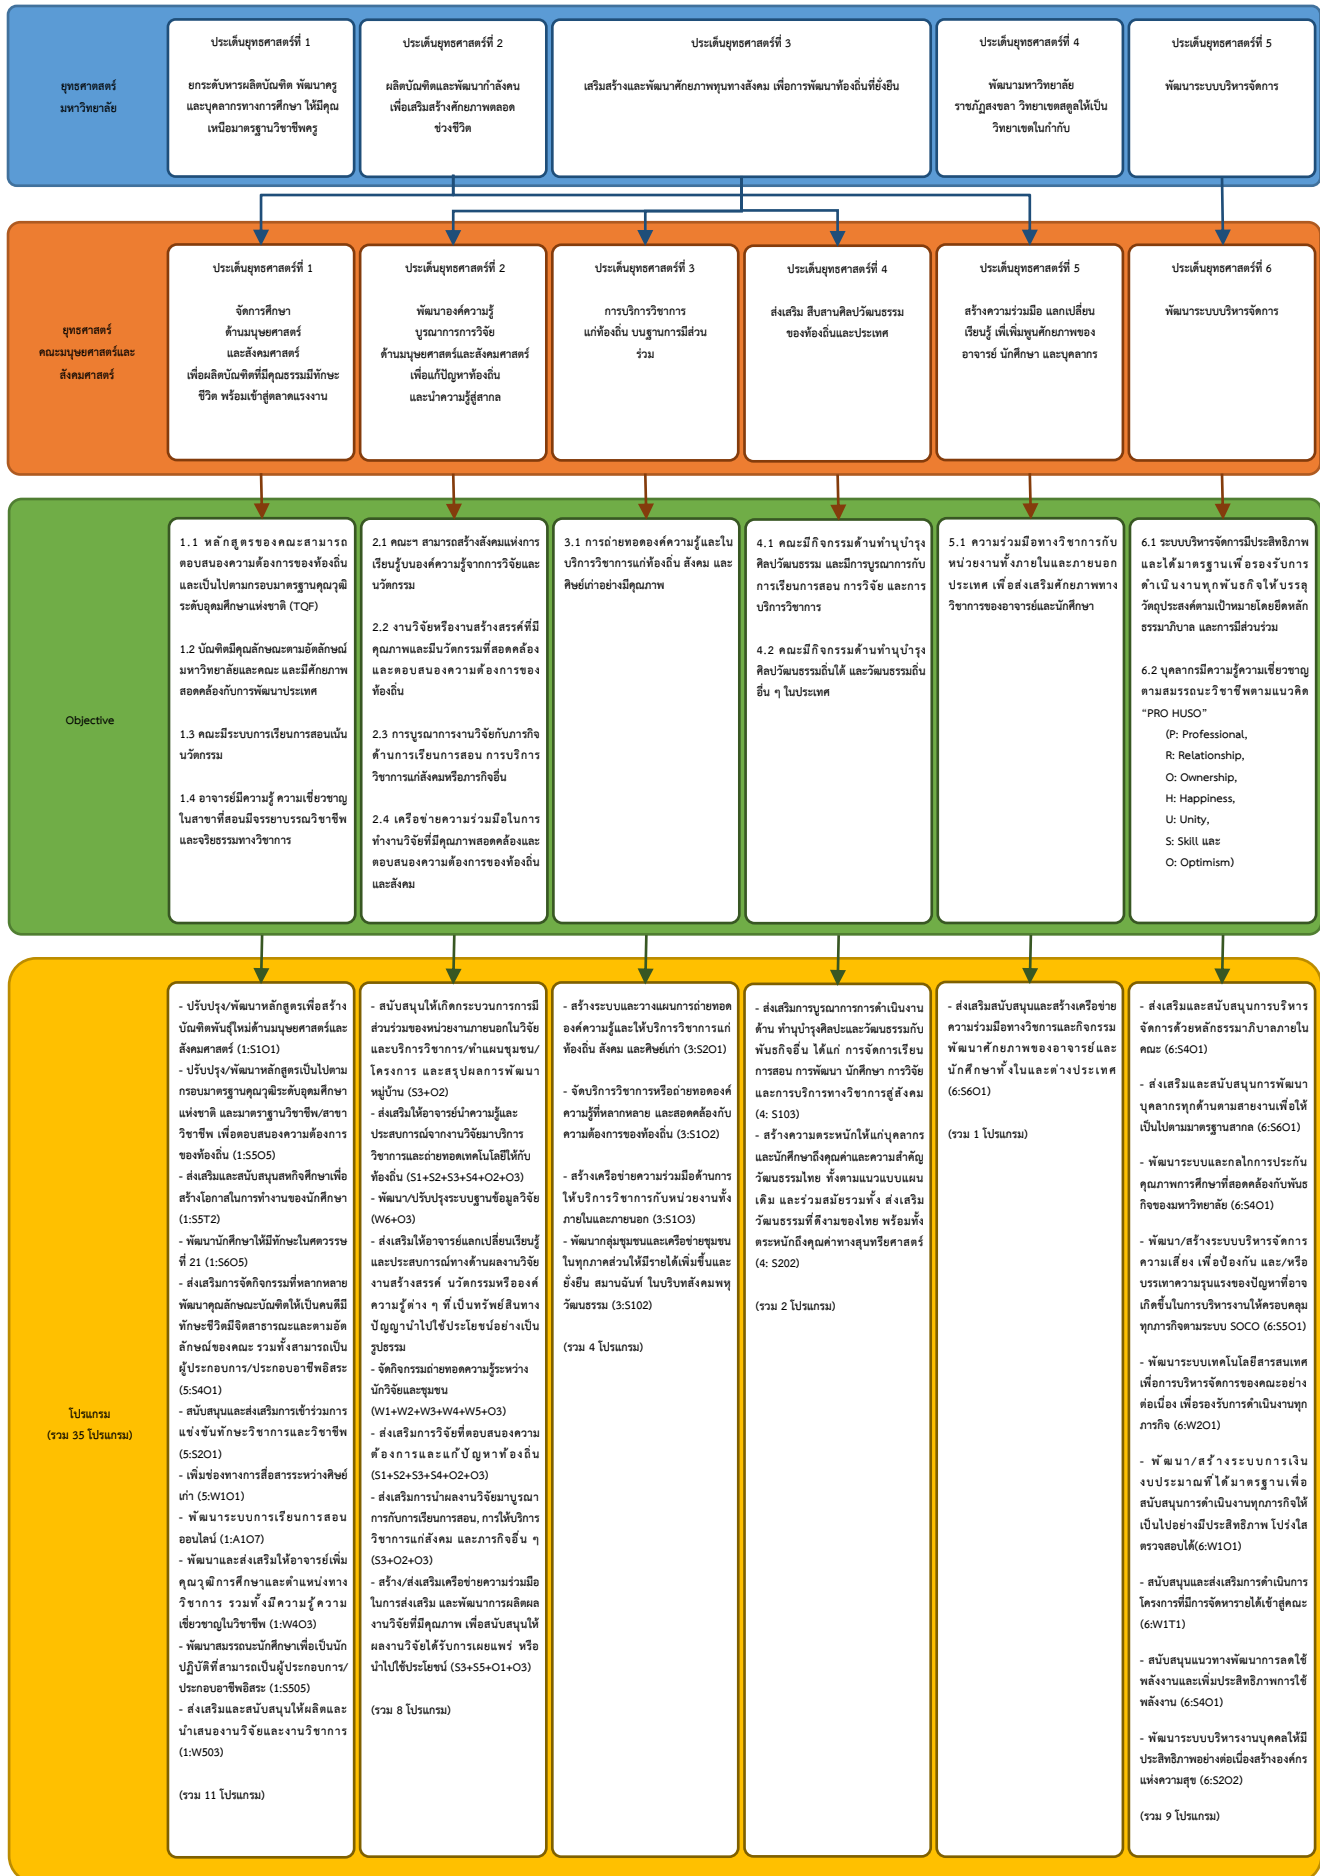 ยุทธศาตสตร์
มหาวิทยาลัย
ประเด็นยุทธศาสตร์ที่ 1
ยกระดับหารผลิตบัณฑิต พัฒนาครู
และบุคลากรทางการศึกษา ให้มีคุณ
เหนือมาตรฐานวิชาชีพครู
ประเด็นยุทธศาสตร์ที่ 2
ผลิตบัณฑิตและพัฒนากำลังคน
เพื่อเสริมสร้างศักยภาพตลอด
ช่วงชีวิต
ประเด็นยุทธศาสตร์ที่ 3
เสริมสร้างและพัฒนาศักยภาพทุนทางสังคม เพื่อการพัฒนาท้องถิ่นที่ยั่งยืน
ประเด็นยุทธศาสตร์ที่ 4
พัฒนามหาวิทยาลัย
ราชภัฏสงขลา วิทยาเขตสตูลให้เป็น
วิทยาเขตในกำกับ
ประเด็นยุทธศาสตร์ที่ 5
พัฒนาระบบบริหารจัดการ
ยุทธศาสตร์
คณะมนุษยศาสตร์และ
สังคมศาสตร์
ประเด็นยุทธศาสตร์ที่ 1
จัดการศึกษา
ด้านมนุษยศาสตร์
และสังคมศาสตร์
เพื่อผลิตบัณฑิตที่มีคุณธรรมมีทักษะ
ชีวิต พร้อมเข้าสู่ตลาดแรงงาน
ประเด็นยุทธศาสตร์ที่ 2
พัฒนาองค์ความรู้
บูรณาการการวิจัย
ด้านมนุษยศาสตร์และสังคมศาสตร์
เพื่อแก้ปัญหาท้องถิ่น
และนำความรู้สู่สากล
ประเด็นยุทธศาสตร์ที่ 3
การบริการวิชาการ
แก่ท้องถิ่น บนฐานการมีส่วน
ร่วม
ประเด็นยุทธศาสตร์ที่ 4
ส่งเสริม สืบสานศิลปวัฒนธรรม
ของท้องถิ่นและประเทศ
ประเด็นยุทธศาสตร์ที่ 5
สร้างความร่วมมือ แลกเปลี่ยน
เรียนรู้ เพื่เพิ่มพูนศักยภาพของ
อาจารย์ นักศึกษา และบุคลากร
ประเด็นยุทธศาสตร์ที่ 6
พัฒนาระบบบริหารจัดการ
Objective
1.1 หลักสูตรของคณะสามารถ
ตอบสนองความต้องการของท้องถิ่น
และเป็นไปตามกรอบมาตรฐานคุณวุฒิ
ระดับอุดมศึกษาแห่งชาติ (TQF)
1.2 บัณฑิตมีคุณลักษณะตามอัตลักษณ์
มหาวิทยาลัยและคณะ และมีศักยภาพ
สอดคล้องกับการพัฒนาประเทศ
1.3 คณะมีระบบการเรียนการสอนเน้น
นวัตกรรม
1.4 อาจารย์มีความรู้ ความเชี่ยวชาญ
ในสาขาที่สอนมีจรรยาบรรณวิชาชีพ
และจริยธรรมทางวิชาการ
2.1 คณะฯ สามารถสร้างสังคมแห่งการ
เรียนรู้บนองค์ความรู้จากการวิจัยและ
นวัตกรรม
2.2 งานวิจัยหรืองานสร้างสรรค์ที่มี
คุณภาพและมีนวัตกรรมที่สอดคล้อง
และตอบสนองความต้องการของ
ท้องถิ่น
2.3 การบูรณาการงานวิจัยกับภารกิจ
ด้านการเรียนการสอน การบริการ
วิชาการแก่สังคมหรือภารกิจอื่น
2.4 เครือข่ายความร่วมมือในการ
ทำงานวิจัยที่มีคุณภาพสอดคล้องและ
ตอบสนองความต้องการของท้องถิ่น
และสังคม
3.1 การถ่ายทอดองค์ความรู้และใน
บริการวิชาการแก่ท้องถิ่น สังคม และ
ศิษย์เก่าอย่างมีคุณภาพ
4.1 คณะมีกิจกรรมด้านทำนุบำรุง
ศิลปวัฒนธรรม และมีการบูรณาการกับ
การเรียนการสอน การวิจัย และการ
บริการวิชาการ
4.2 คณะมีกิจกรรมด้านทำนุบำรุง
ศิลปวัฒนธรรมถิ่นใต้ และวัฒนธรรมถิ่น
อื่น ๆ ในประเทศ
5.1 ความร่วมมือทางวิชาการกับ
หน่วยงานทั้งภายในและภายนอก
ประเทศ เพื่อส่งเสริมศักยภาพทาง
วิชาการของอาจารย์และนักศึกษา
6.1 ระบบบริหารจัดการมีประสิทธิภาพ
และได้มาตรฐานเพื่อรองรับการ
ดำเนินงานทุกพันธกิจให้บรรลุ
วัตถุประสงค์ตามเป้าหมายโดยยึดหลัก
ธรรมาภิบาล และการมีส่วนร่วม
6.2 บุคลากรมีความรู้ความเชี่ยวชาญ
ตามสมรรถนะวิชาชีพตามแนวคิด
“PRO HUSO”
(P: Professional,
R: Relationship,
O: Ownership,
H: Happiness,
U: Unity,
S: Skill และ
O: Optimism)
โปรแกรม
(รวม 35 โปรแกรม)
- ปรับปรุง/พัฒนาหลักสูตรเพื่อสร้าง
บัณฑิตพันธุ์ใหม่ด้านมนุษยศาสตร์และ
สังคมศาสตร์ (1:S1O1)
- ปรับปรุง/พัฒนาหลักสูตรเป็นไปตาม
กรอบมาตรฐานคุณวุฒิระดับอุดมศึกษา
แห่งชาติ และมาตราฐานวิชาชีพ/สาขา
วิชาชีพ เพื่อตอบสนองความต้องการ
ของท้องถิ่น (1:S5O5)
- ส่งเสริมและสนับสนุนสหกิจศึกษาเพื่อ
สร้างโอกาสในการทำงานของนักศึกษา
(1:S5T2)
- พัฒนานักศึกษาให้มีทักษะในศตวรรษ
ที่ 21 (1:S6O5)
- ส่งเสริมการจัดกิจกรรมที่หลากหลาย
พัฒนาคุณลักษณะบัณฑิตให้เป็นคนดีมี
ทักษะชีวิตมีจิตสาธารณะและตามอัต
ลักษณ์ของคณะ รวมทั้งสามารถเป็น
ผู้ประกอบการ/ประกอบอาชีพอิสระ
(5:S4O1)
- สนับสนุนและส่งเสริมการเข้าร่วมการ
แข่งขันทักษะวิชาการและวิชาชีพ
(5:S2O1)
- เพิ่มช่องทางการสื่อสารระหว่างศิษย์
เก่า (5:W1O1)
- พัฒนาระบบการเรียนการสอน
ออนไลน์ (1:A1O7)
- พัฒนาและส่งเสริมให้อาจารย์เพิ่ม
คุณวุฒิการศึกษาและตำแหน่งทาง
วิชาการ รวมทั้งมีความรู้ความ
เชี่ยวชาญในวิชาชีพ (1:W4O3)
- พัฒนาสมรรถนะนักศึกษาเพื่อเป็นนัก
ปฏิบัติที่สามารถเป็นผู้ประกอบการ/
ประกอบอาชีพอิสระ (1:S505)
- ส่งเสริมและสนับสนุนให้ผลิตและ
นำเสนองานวิจัยและงานวิชาการ
(1:W503)
(รวม 11 โปรแกรม)
- สนับสนุนให้เกิดกระบวนการการมี
ส่วนร่วมของหน่วยงานภายนอกในวิจัย
และบริการวิชาการ/ทำแผนชุมชน/
โครงการ และสรุปผลการพัฒนา
หมู่บ้าน (S3+O2)
- ส่งเสริมให้อาจารย์นำความรู้และ
ประสบการณ์จากงานวิจัยมาบริการ
วิชาการและถ่ายทอดเทคโนโลยีให้กับ
ท้องถิ่น (S1+S2+S3+S4+O2+O3)
- พัฒนา/ปรับปรุงระบบฐานข้อมูลวิจัย
(W6+O3)
- ส่งเสริมให้อาจารย์แลกเปลี่ยนเรียนรู้
และประสบการณ์ทางด้านผลงานวิจัย
งานสร้างสรรค์ นวัตกรรมหรือองค์
ความรู้ต่าง ๆ ที่เป็นทรัพย์สินทาง
ปัญญานำไปใช้ประโยชน์อย่างเป็น
รูปธรรม
- จัดกิจกรรมถ่ายทอดความรู้ระหว่าง
นักวิจัยและชุมชน
(W1+W2+W3+W4+W5+O3)
- ส่งเสริมการวิจัยที่ตอบสนองความ
ต้องการและแก้ปัญหาท้องถิ่น
(S1+S2+S3+S4+O2+O3)
- ส่งเสริมการนำผลงานวิจัยมาบูรณา
การกับการเรียนการสอน, การให้บริการ
วิชาการแก่สังคม และภารกิจอื่น ๆ
(S3+O2+O3)
- สร้าง/ส่งเสริมเครือข่ายความร่วมมือ
ในการส่งเสริม และพัฒนาการผลิตผล
งานวิจัยที่มีคุณภาพ เพื่อสนับสนุนให้
ผลงานวิจัยได้รับการเผยแพร่ หรือ
นำไปใช้ประโยชน์ (S3+S5+O1+O3)
(รวม 8 โปรแกรม)
- สร้างระบบและวางแผนการถ่ายทอด
องค์ความรู้และให้บริการวิชาการแก่
ท้องถิ่น สังคม และศิษย์เก่า (3:S2O1)
- จัดบริการวิชาการหรือถ่ายทอดองค์
ความรู้ที่หลากหลาย และสอดคล้องกับ
ความต้องการของท้องถิ่น (3:S1O2)
- สร้างเครือข่ายความร่วมมือด้านการ
ให้บริการวิชาการกับหน่วยงานทั้ง
ภายในและภายนอก (3:S1O3)
- พัฒนากลุ่มชุมชนและเครือข่ายชุมชน
ในทุกภาคส่วนให้มีรายได้เพิ่มขึ้นและ
ยั่งยืน สมานฉันท์ ในบริบทสังคมพหุ
วัฒนธรรม (3:S102)
(รวม 4 โปรแกรม)
- ส่งเสริมการบูรณาการการดำเนินงาน
ด้าน ทำนุบำรุงศิลปะและวัฒนธรรมกับ
พันธกิจอื่น ได้แก่ การจัดการเรียน
การสอน การพัฒนา นักศึกษา การวิจัย
และการบริการทางวิชาการสู่สังคม
(4: S103)
- สร้างความตระหนักให้แก่บุคลากร
และนักศึกษาถึงคุณค่าและความสำคัญ
วัฒนธรรมไทย ทั้งตามแนวแบบแผน
เดิม และร่วมสมัยรวมทั้ง ส่งเสริม
วัฒนธรรมที่ดีงามของไทย พร้อมทั้ง
ตระหนักถึงคุณค่าทางสุนทรียศาสตร์
(4: S202)
(รวม 2 โปรแกรม)
- ส่งเสริมสนับสนุนและสร้างเครือข่าย
ความร่วมมือทางวิชการและกิจกรรม
พัฒนาศักยภาพของอาจารย์และ
นักศึกษาทั้งในและต่างประเทศ
(6:S6O1)
(รวม 1 โปรแกรม)
- ส่งเสริมและสนับสนุนการบริหาร
จัดการด้วยหลักธรรมาภิบาลภายใน
คณะ (6:S4O1)
- ส่งเสริมและสนับสนุนการพัฒนา
บุคลากรทุกด้านตามสายงานเพื่อให้
เป็นไปตามมาตรฐานสากล (6:S6O1)
- พัฒนาระบบและกลไกการประกัน
คุณภาพการศึกษาที่สอดคล้องกับพันธ
กิจของมหาวิทยาลัย (6:S4O1)
- พัฒนา/สร้างระบบบริหารจัดการ
ความเสี่ยง เพื่อป้องกัน และ/หรือ
บรรเทาความรุนแรงของปัญหาที่อาจ
เกิดขึ้นในการบริหารงานให้ครอบคลุม
ทุกภารกิจตามระบบ SOCO (6:S5O1)
- พัฒนาระบบเทคโนโลยีสารสนเทศ
เพื่อการบริหารจัดการของคณะอย่าง
ต่อเนื่อง เพื่อรองรับการดำเนินงานทุก
ภารกิจ (6:W2O1)
- พัฒนา/สร้างระบบการเงิน
งบประมาณที่ได้มาตรฐานเพื่อ
สนับสนุนการดำเนินงานทุกภารกิจให้
เป็นไปอย่างมีประสิทธิภาพ โปร่งใส
ตรวจสอบได้(6:W1O1)
- สนับสนุนและส่งเสริมการดำเนินการ
โครงการที่มีการจัดหารายได้เข้าสู่คณะ
(6:W1T1)
- สนับสนุนแนวทางพัฒนาการลดใช้
พลังงานและเพิ่มประสิทธิภาพการใช้
พลังงาน (6:S4O1)
- พัฒนาระบบบริหารงานบุคคลให้มี
ประสิทธิภาพอย่างต่อเนื่องสร้างองค์กร
แห่งความสุข (6:S2O2)
(รวม 9 โปรแกรม)